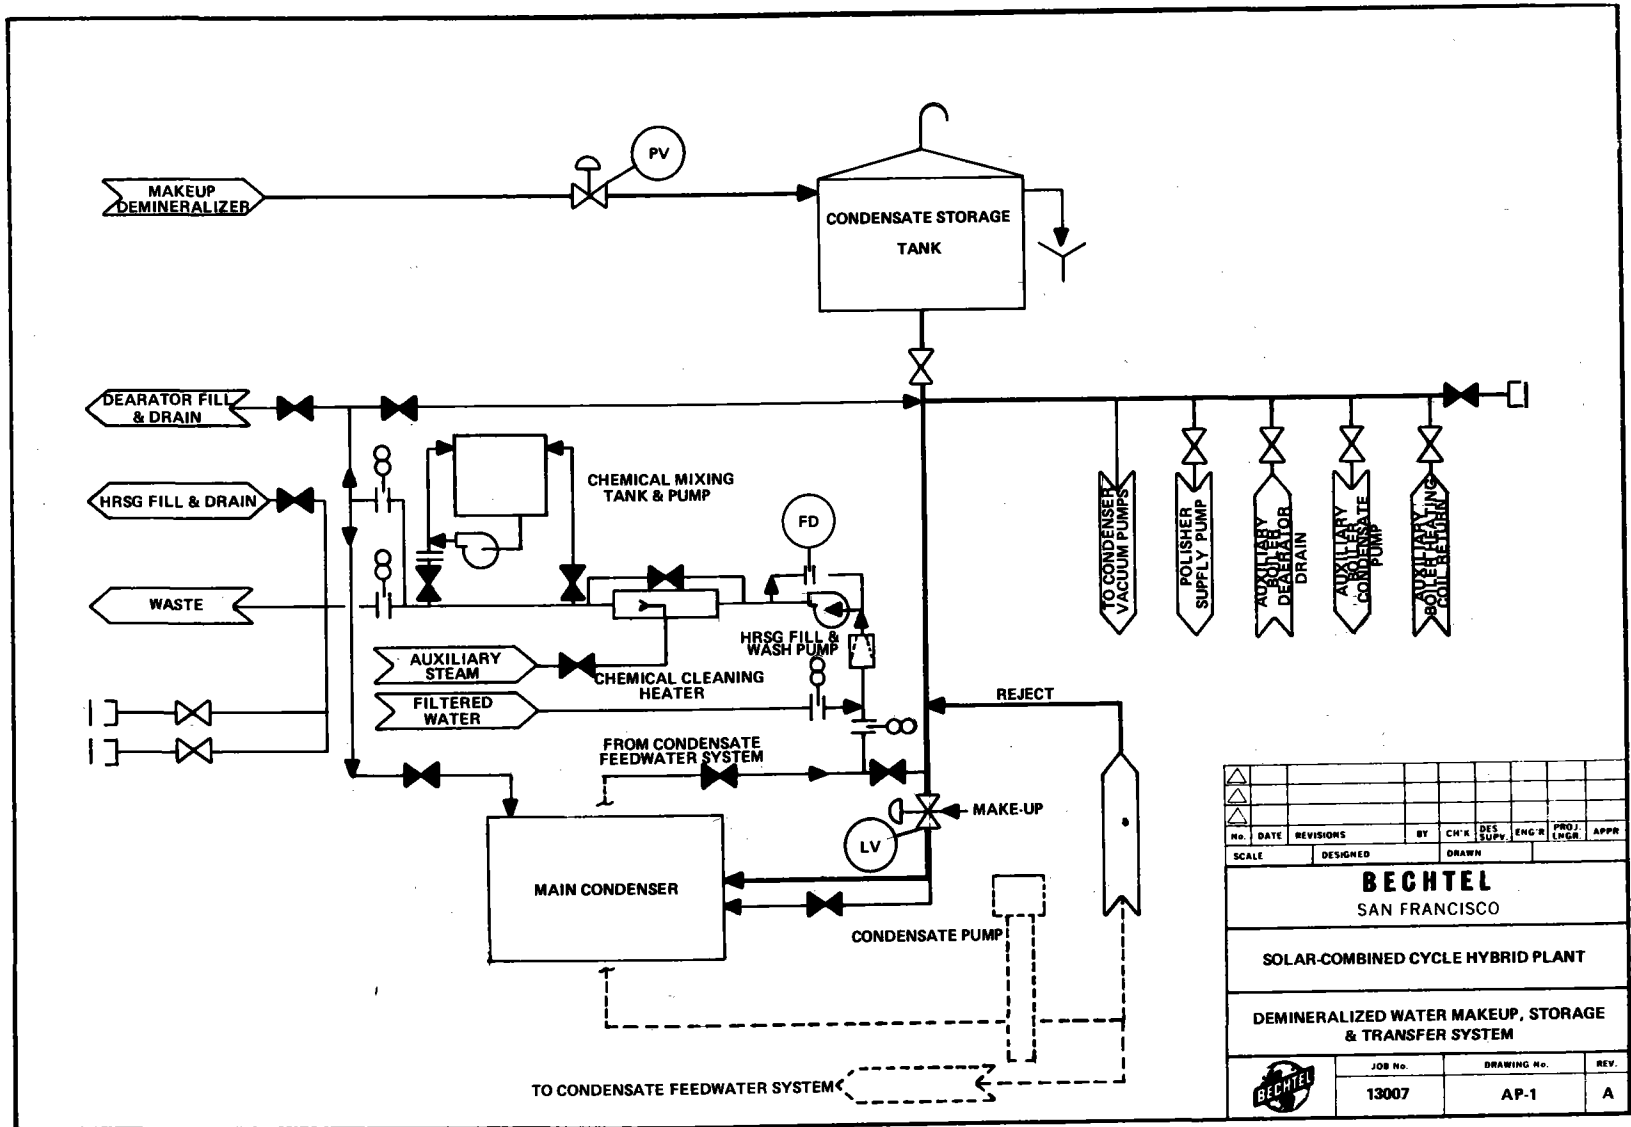 PV
MAKEUP
DEMINERALIZER
CONDENSATE STORAGE
TANK
DEARATOR FILL
& DRAIN
HRSG FILL & DRAIN
CHEMICAL MIXING
TANK & PUMP
FD
WASTE
HRSG FILL &
WASH PUMP
AUXILIARY
STEAM
CHEMICAL CLEANING
HEATER
FILTERED
WATER
FROM CONDENSATE
FEEDWATER SYSTEM
TO CONDENSER
VACUUM PUMPS
POLISHER
SUPPLY PUMP
AUXILIARY
BOILER
DEAERATOR
DRAIN
AUXILIARY
BOILER
CONDENSATE
PUMP
AUXILIARY
BOILER HEATING
COIL RETURN
REJECT
MAKE-UP
LV
MAIN CONDENSER
CONDENSATE PUMP
TO CONDENSATE FEEDWATER SYSTEM
No. DATE REVISIONS BY CH'K DES. SUPV. ENG'R PROJ. ENGR. APPR
SCALE DESIGNED DRAWN
BECHTEL
SAN FRANCISCO
SOLAR-COMBINED CYCLE HYBRID PLANT
DEMINERALIZED WATER MAKEUP, STORAGE
& TRANSFER SYSTEM
BECHTEL
JOB No. DRAWING No. REV.
13007 AP-1 A